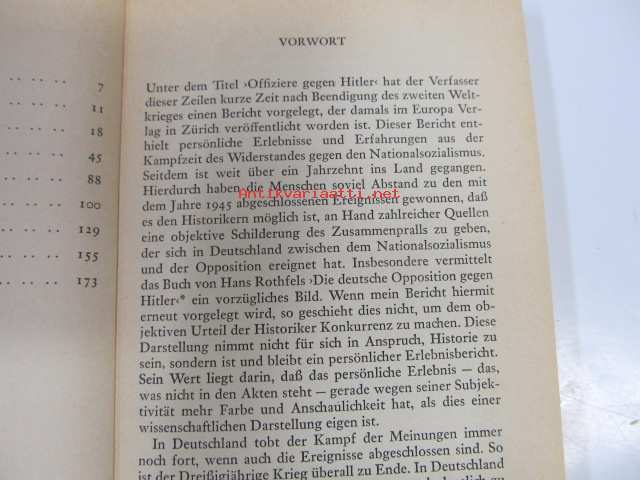 .. .. .. 7
.. .. .. 11
.. .. .. 18
.. .. .. 45
.. .. .. 88
.. .. .. 100
.. .. .. 129
.. .. .. 155
.. .. .. 173
VORWORT
Unter dem Titel ›Offiziere gegen Hitler‹ hat der Verfasser
dieser Zeilen kurze Zeit nach Beendigung des zweiten Welt-
krieges einen Bericht vorgelegt, der damals im Europa Ver-
lag in Zürich veröffentlicht worden ist. Dieser Bericht ent-
hielt persönliche Erlebnisse und Erfahrungen aus der
Kampfzeit des Widerstandes gegen den Nationalsozialismus.
Seitdem ist weit über ein Jahrzehnt ins Land gegangen.
Hierdurch haben die Menschen soviel Abstand zu den mit
Antikvariaatti.net
dem Jahre 1945 abgeschlossenen Ereignissen gewonnen, daß
es den Historikern möglich ist, an Hand zahlreicher Quellen
eine objektive Schilderung des Zusammenpralls zu geben,
der sich in Deutschland zwischen dem Nationalsozialismus
und der Opposition ereignet hat. Insbesondere vermittelt
das Buch von Hans Rothfels ›Die deutsche Opposition gegen
Hitler‹* ein vorzügliches Bild. Wenn mein Bericht hiermit
erneut vorgelegt wird, so geschieht dies nicht, um dem ob-
jektiven Urteil der Historiker Konkurrenz zu machen. Diese
Darstellung nimmt nicht für sich in Anspruch, Historie zu
sein, sondern ist und bleibt ein persönlicher Erlebnisbericht.
Sein Wert liegt darin, daß das persönliche Erlebnis — das,
was nicht in den Akten steht — gerade wegen seiner Subjek-
tivität mehr Farbe und Anschaulichkeit hat, als dies einer
wissenschaftlichen Darstellung eigen ist.
In Deutschland tobt der Kampf der Meinungen immer
noch fort, wenn auch die Ereignisse abgeschlossen sind. So
ist der Dreißigjährige Krieg überall zu Ende. In Deutschland